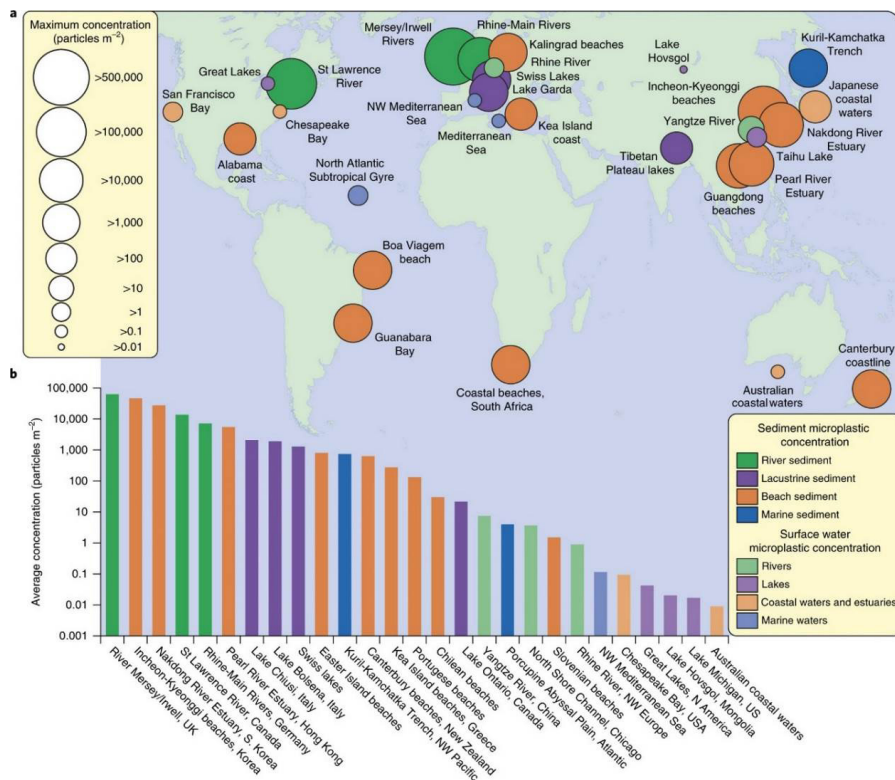 a
Maximum concentration
(particles m⁻²)
>500,000
>100,000
>10,000
>1,000
>100
>10
>1
>0.1
>0.01
Mersey/Irwell
Rivers
Rhine-Main Rivers
Kalingrad beaches
Rhine River
Swiss Lakes
Lake Garda
Great Lakes
St Lawrence
River
San Francisco
Bay
Chesapeake
Bay
Alabama
coast
NW Mediterranean
Sea
Mediterranean
Sea
Kea Island
coast
North Atlantic
Subtropical Gyre
Lake
Hovsgol
Kuril-Kamchatka
Trench
Incheon-Kyeonggi
beaches
Japanese
coastal
waters
Yangtze River
Nakdong River
Estuary
Tibetan
Plateau lakes
Taihu Lake
Pearl River
Estuary
Guangdong
beaches
Boa Viagem
beach
Guanabara
Bay
Coastal beaches,
South Africa
Australian
coastal waters
Canterbury
coastline
b
Average concentration (particles m⁻²)
100,000
10,000
1,000
100
10
1
0.1
0.01
0.001
River Mersey/Irwell, UK
Incheon-Kyeonggi beaches, Korea
Nakdong River Estuary, S. Korea
St Lawrence River, Canada
Rhine-Main Rivers, Germany
Pearl River Estuary, Hong Kong
Lake Chiusi, Italy
Lake Bolsena, Italy
Swiss lakes
Easter Island beaches
Kuril-Kamchatka Trench, NW Pacific
Canterbury beaches, New Zealand
Kea Island beaches, Greece
Portugese beaches
Chilean beaches
Lake Ontario, Canada
Yangtze River, China
Porcupine Abyssal Plain, Atlantic
North Shore Channel, Chicago
Slovenian beaches
Rhine River, NW Europe
NW Mediterranean Sea
Chesapeake Bay, USA
Great Lakes, N America
Lake Hovsgol, Mongolia
Lake Michigan, US
Australian coastal waters
Sediment microplastic
concentration
River sediment
Lacustrine sediment
Beach sediment
Marine sediment
Surface water
microplastic concentration
Rivers
Lakes
Coastal waters and estuaries
Marine waters